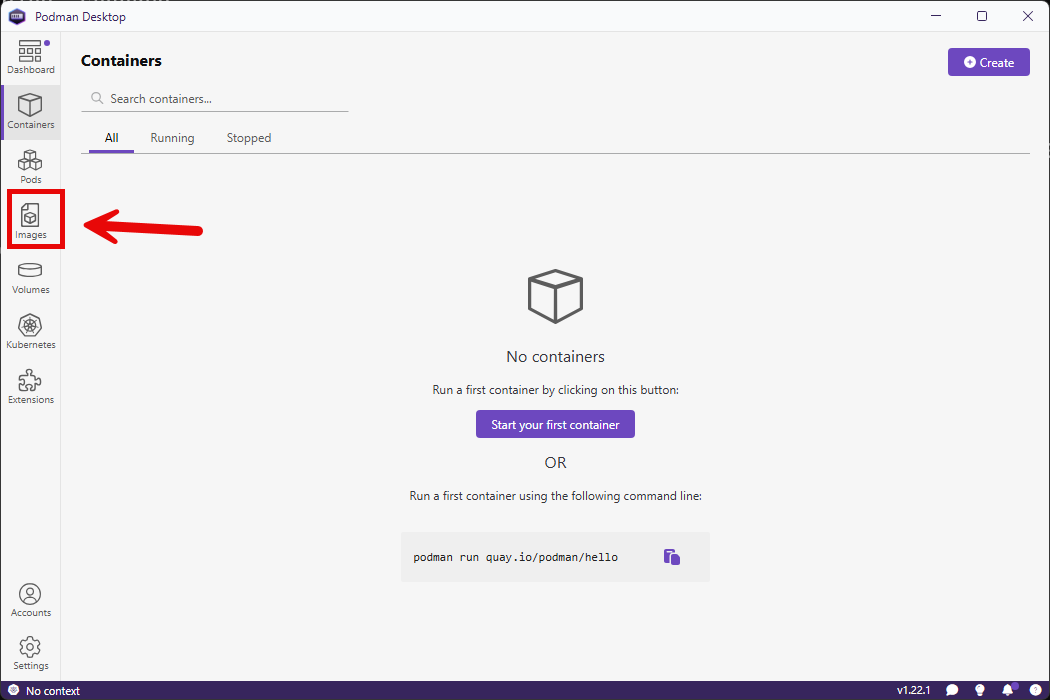 Podman Desktop
Dashboard
Containers
Pods
Images
Volumes
Kubernetes
Extensions
Accounts
Settings
Containers
Create
Search containers...
All Running Stopped
No containers
Run a first container by clicking on this button:
Start your first container
OR
Run a first container using the following command line:
podman run quay.io/podman/hello
No context
v1.22.1